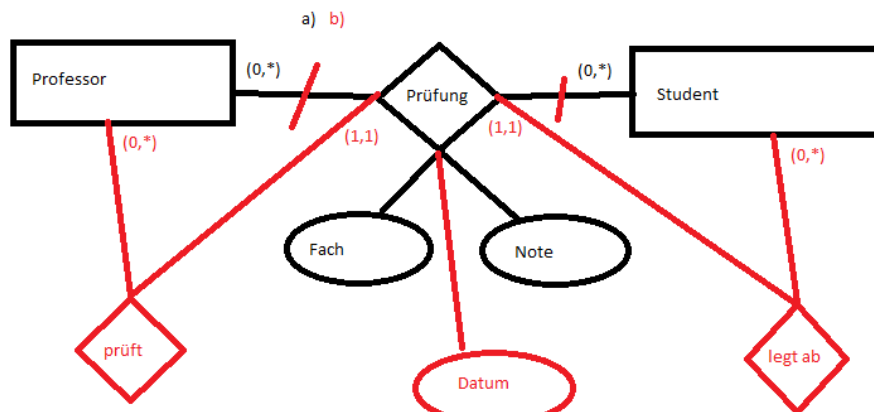 a) b)
Professor
(0,*)
Prüfung
(0,*)
Student
(0,*)
(1,1)
(1,1)
(0,*)
Fach
Note
prüft
Datum
legt ab